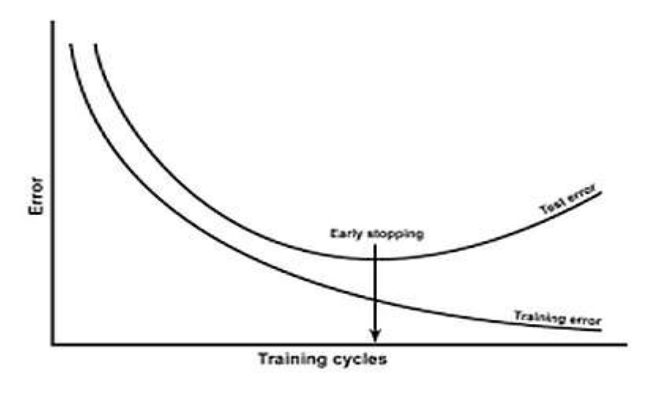 Error
Early stopping
Test error
Training error
Training cycles